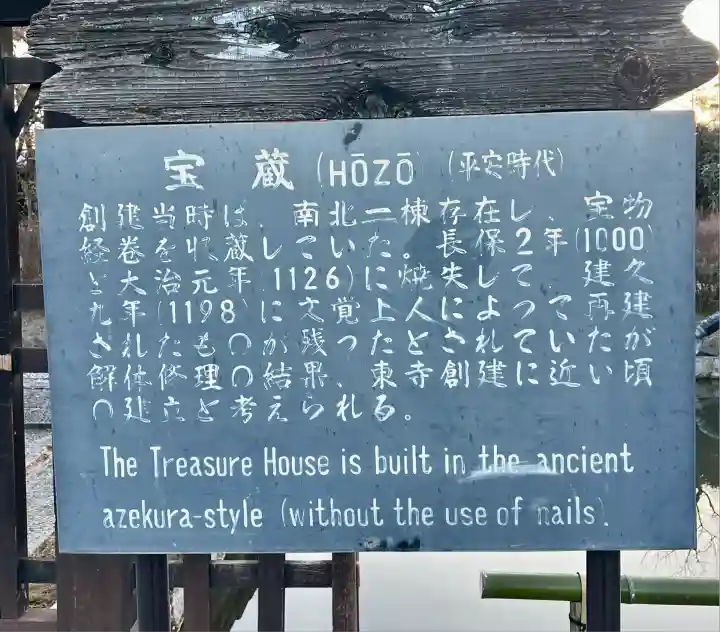 宝蔵(HŌZŌ)(平安時代)
創建当時は、南北二棟存在し、宝物
経巻を収蔵していた。長保2年(1000)
と大治元年(1126)に焼失して、建久
九年(1198)に文覚上人によって再建
されたものが残ったとされていたが
解体修理の結果、東寺創建に近い頃
の建立と考えられる。
The Treasure House is built in the ancient
azekura-style (without the use of nails).